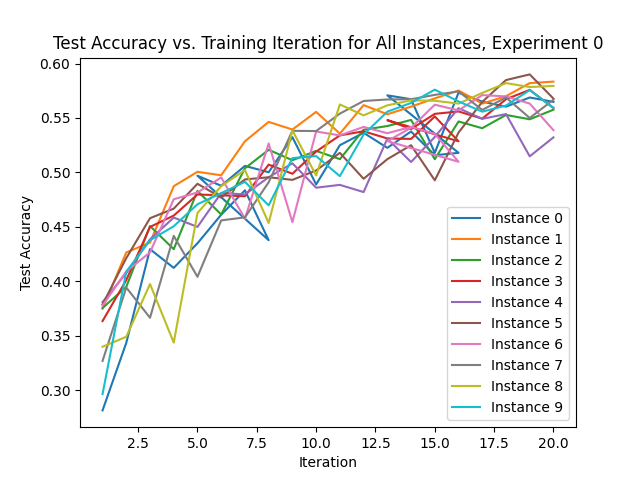 Test Accuracy vs. Training Iteration for All Instances, Experiment 0
0.60
0.55
0.50
0.45
0.40
0.35
0.30
Test Accuracy
Instance 0
Instance 1
Instance 2
Instance 3
Instance 4
Instance 5
Instance 6
Instance 7
Instance 8
Instance 9
2.5 5.0 7.5 10.0 12.5 15.0 17.5 20.0
Iteration